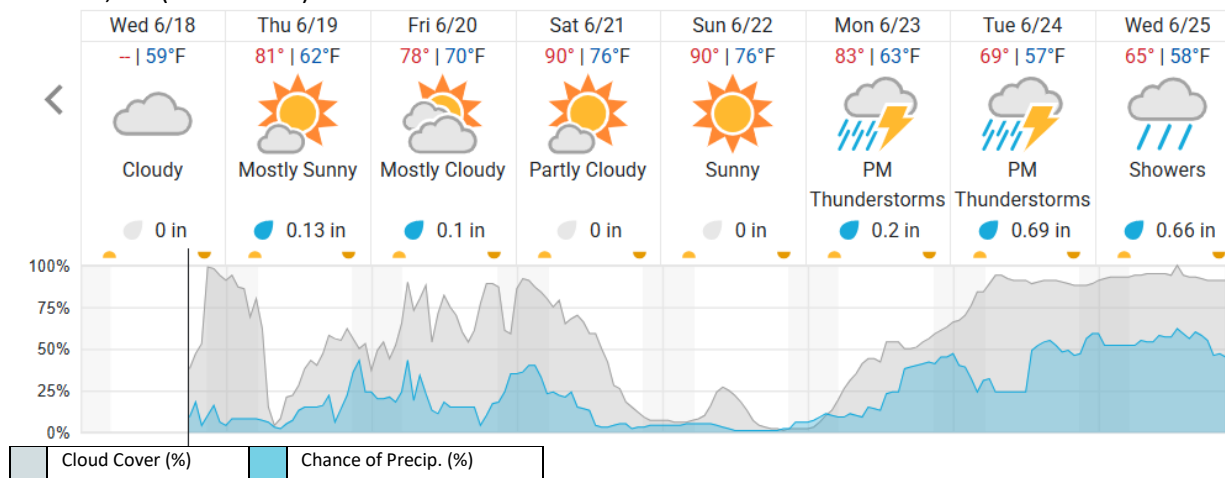 Wed 6/18 Thu 6/19 Fri 6/20 Sat 6/21 Sun 6/22 Mon 6/23 Tue 6/24 Wed 6/25
-- | 59°F 81° | 62°F 78° | 70°F 90° | 76°F 90° | 76°F 83° | 63°F 69° | 57°F 65° | 58°F
Cloudy Mostly Sunny Mostly Cloudy Partly Cloudy Sunny PM PM Showers
Thunderstorms Thunderstorms
0 in 0.13 in 0.1 in 0 in 0 in 0.2 in 0.69 in 0.66 in
100%
75%
50%
25%
0%
Cloud Cover (%) Chance of Precip. (%)